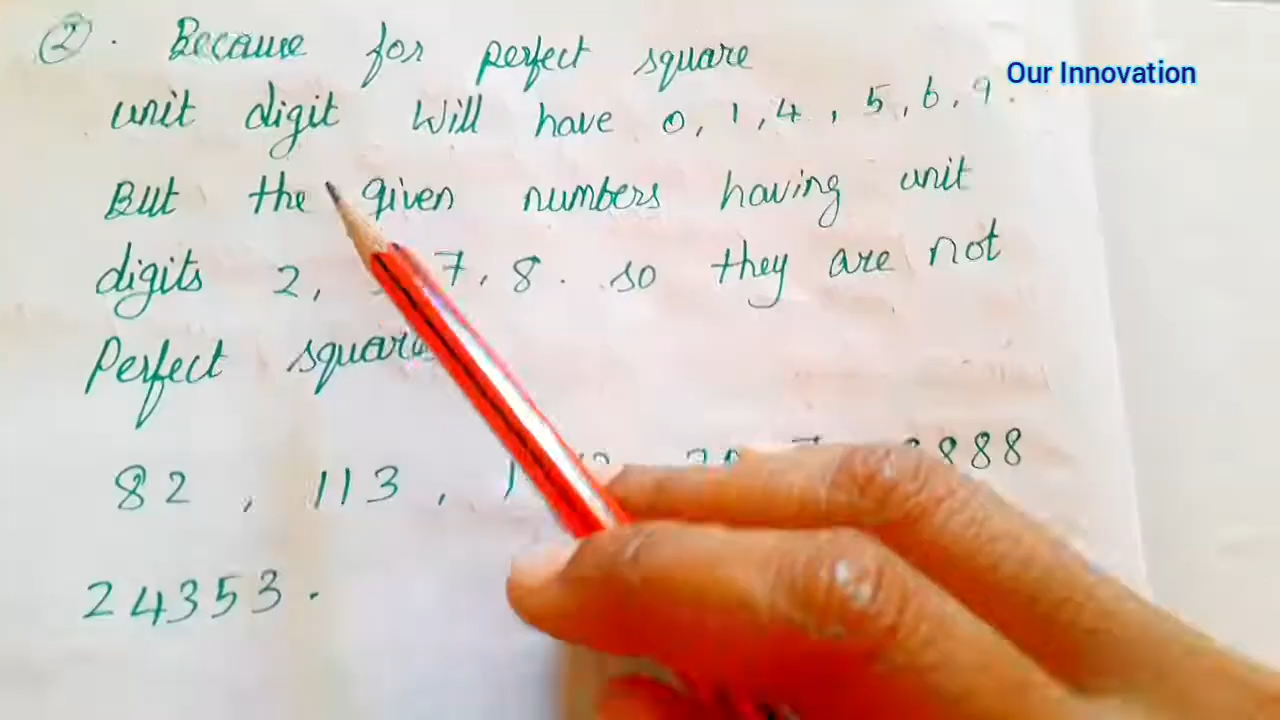 ② . Because for perfect square
Our Innovation
unit digit will have 0, 1, 4, 5, 6, 9.
But the given numbers having unit
digits 2, 7, 8. so they are not
Perfect square
82, 113, 888
24353.